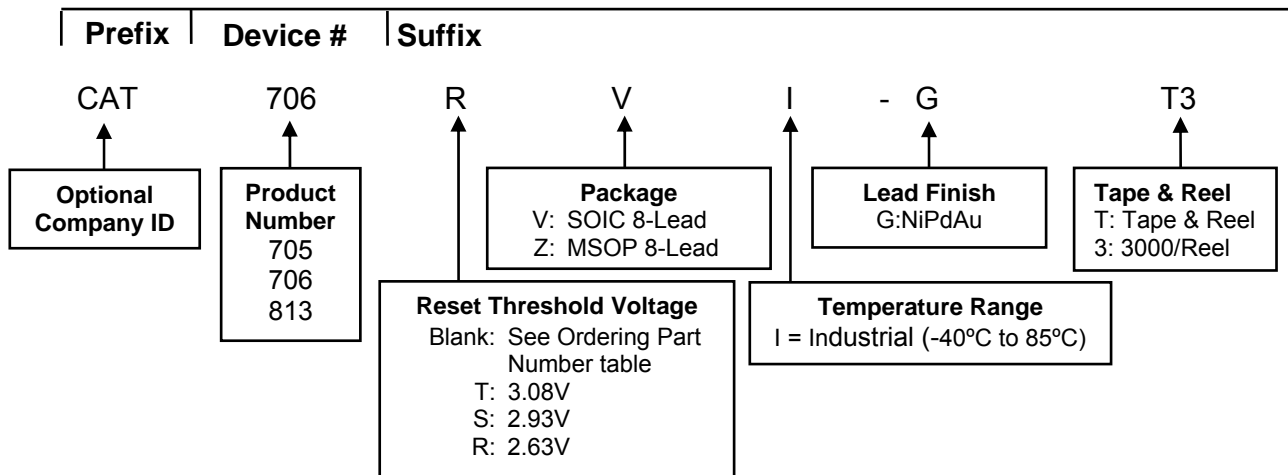 Prefix Device # Suffix
CAT 706 R V I - G T3
Optional
Company ID
Product
Number
705
706
813
Package
V: SOIC 8-Lead
Z: MSOP 8-Lead
Lead Finish
G:NiPdAu
Tape & Reel
T: Tape & Reel
3: 3000/Reel
Reset Threshold Voltage
Blank: See Ordering Part
Number table
T: 3.08V
S: 2.93V
R: 2.63V
Temperature Range
I = Industrial (-40ºC to 85ºC)